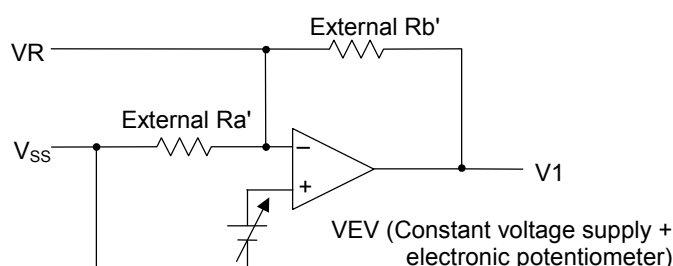 External Rb'
VR
External Ra'
VSS
−
+
V1
VEV (Constant voltage supply +
electronic potentiometer)